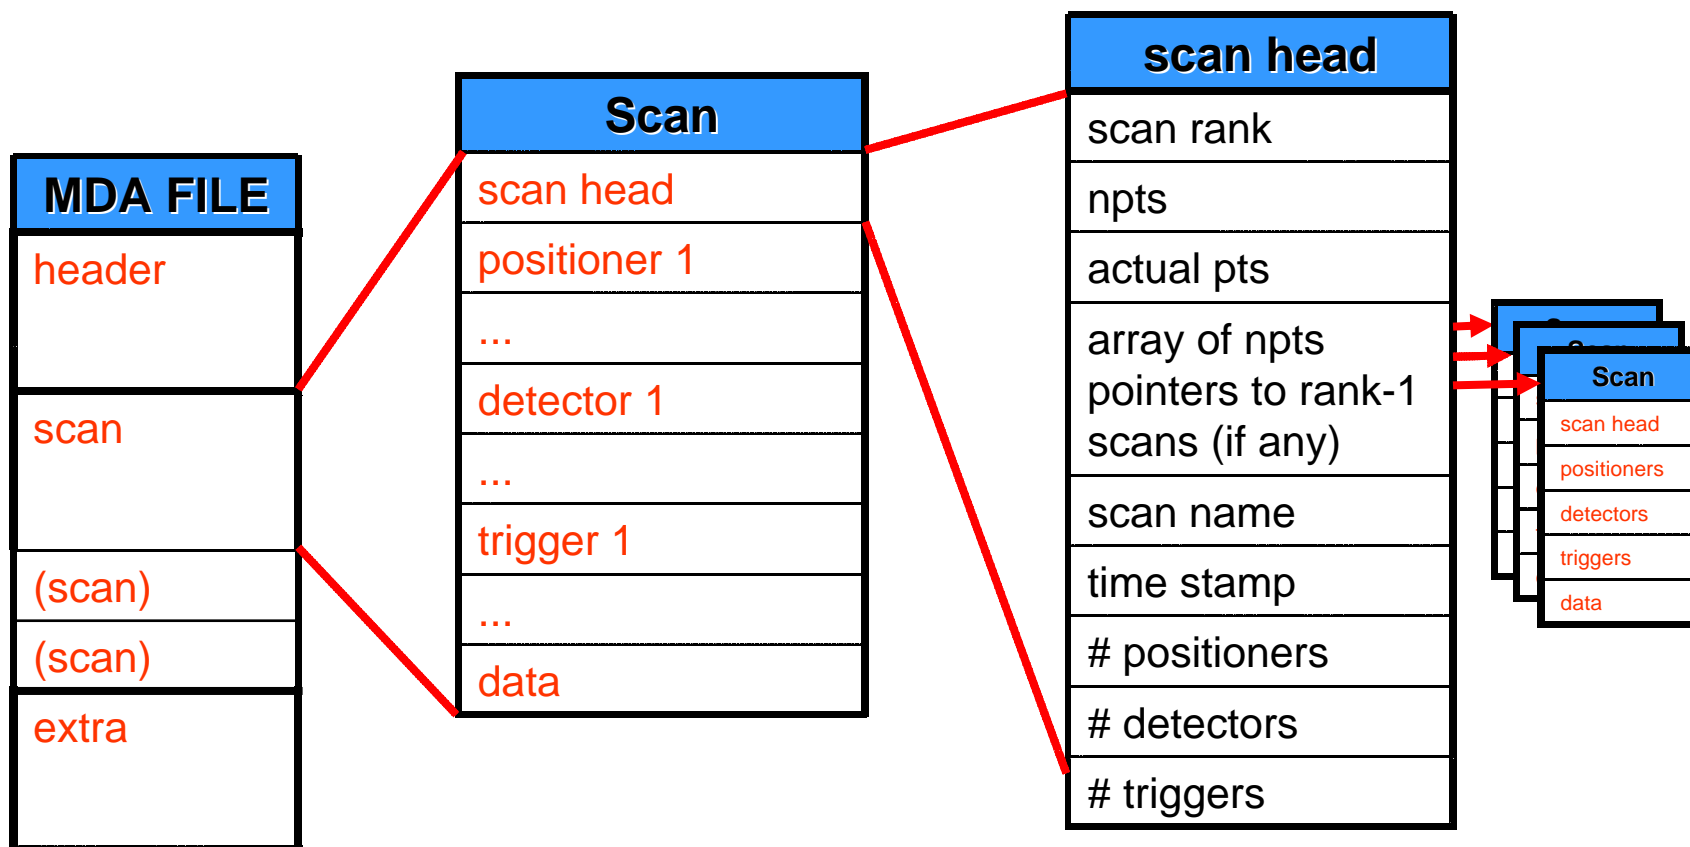 MDA FILE
header
scan
(scan)
(scan)
extra
Scan
scan head
positioner 1
...
detector 1
...
trigger 1
...
data
scan head
scan rank
npts
actual pts
array of npts
pointers to rank-1
scans (if any)
scan name
time stamp
# positioners
# detectors
# triggers
Scan
scan head
positioners
detectors
triggers
data